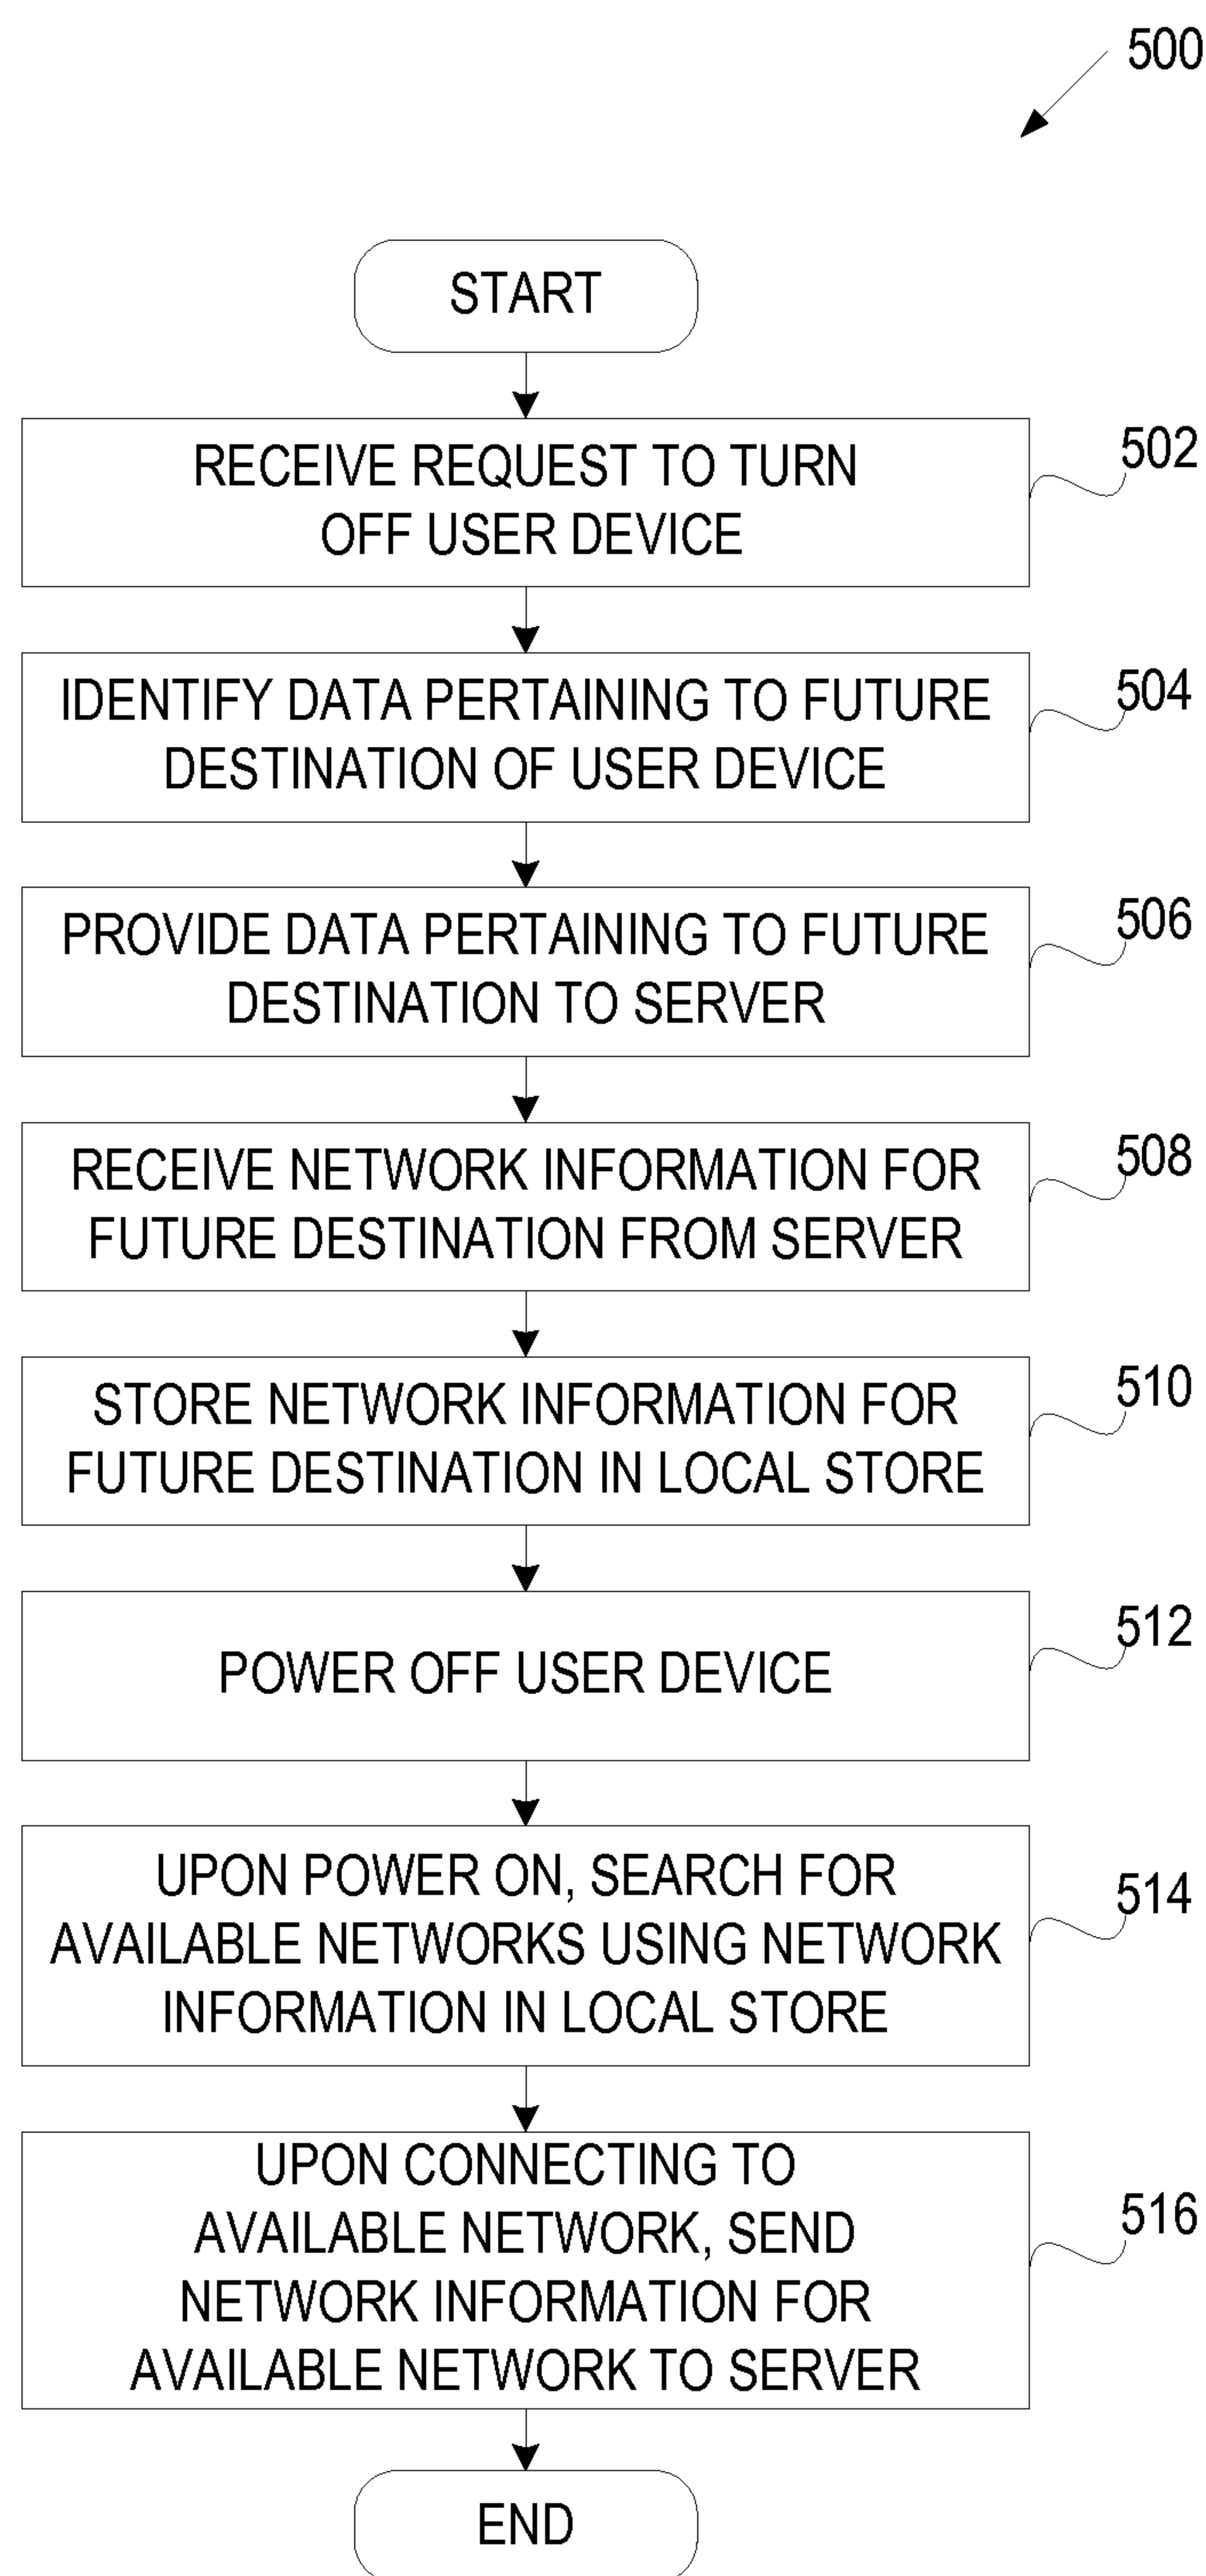 500
START
RECEIVE REQUEST TO TURN
OFF USER DEVICE
502
IDENTIFY DATA PERTAINING TO FUTURE
DESTINATION OF USER DEVICE
504
PROVIDE DATA PERTAINING TO FUTURE
DESTINATION TO SERVER
506
RECEIVE NETWORK INFORMATION FOR
FUTURE DESTINATION FROM SERVER
508
STORE NETWORK INFORMATION FOR
FUTURE DESTINATION IN LOCAL STORE
510
POWER OFF USER DEVICE
512
UPON POWER ON, SEARCH FOR
AVAILABLE NETWORKS USING NETWORK
INFORMATION IN LOCAL STORE
514
UPON CONNECTING TO
AVAILABLE NETWORK, SEND
NETWORK INFORMATION FOR
AVAILABLE NETWORK TO SERVER
516
END